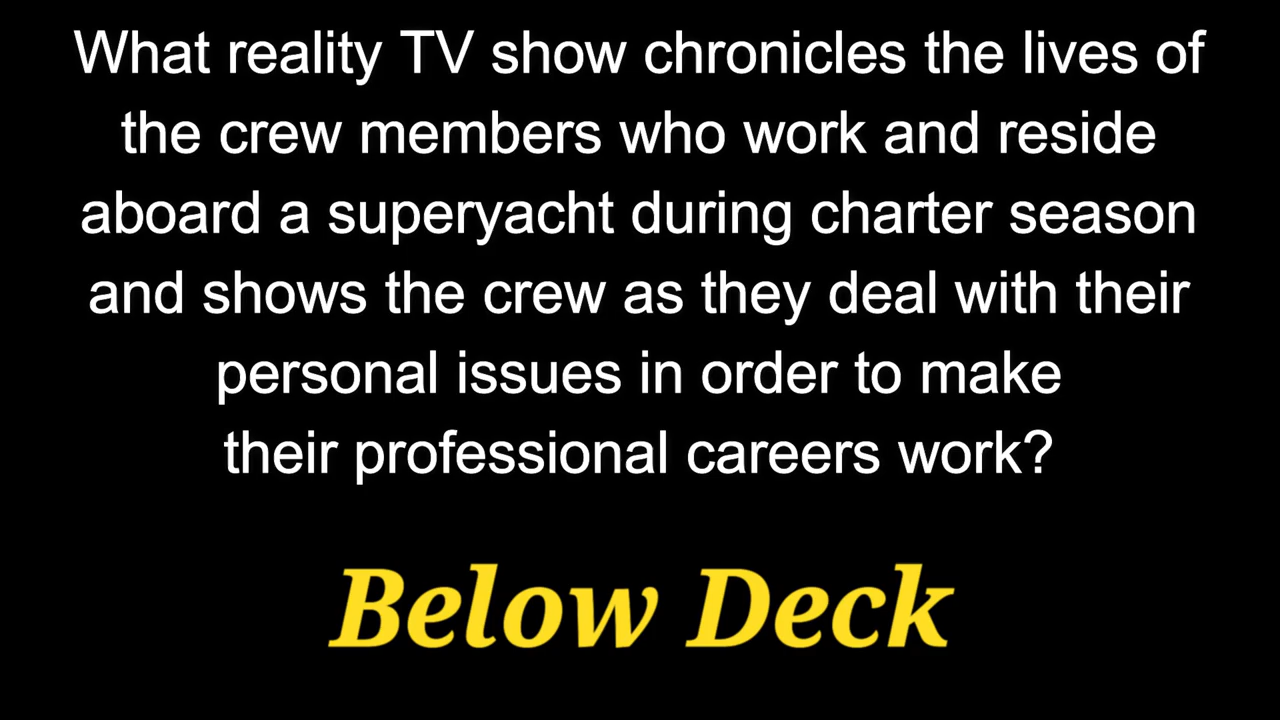 What reality TV show chronicles the lives of
the crew members who work and reside
aboard a superyacht during charter season
and shows the crew as they deal with their
personal issues in order to make
their professional careers work?
Below Deck